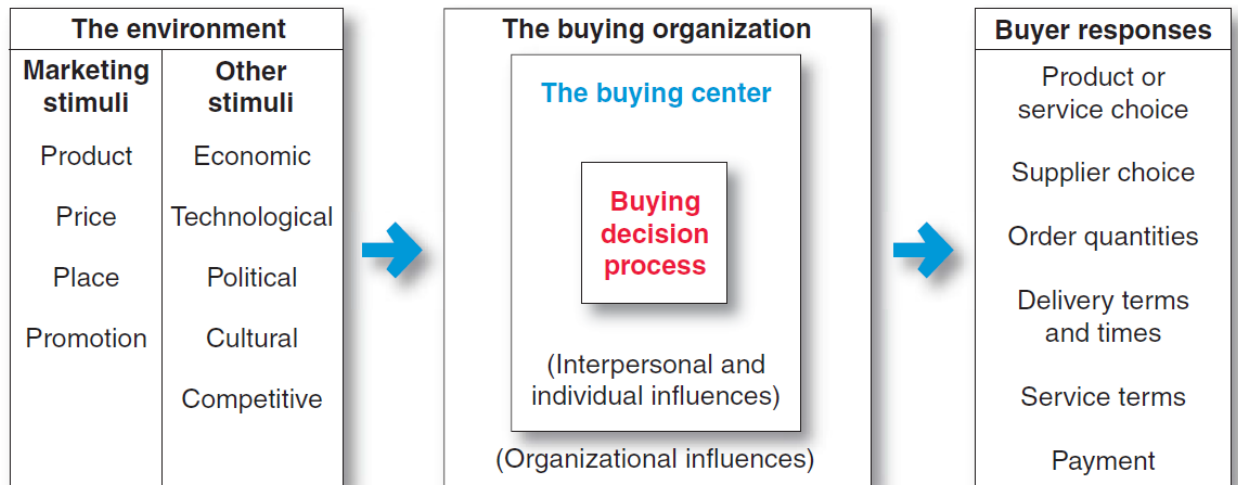 The environment
Marketing
stimuli
Product
Price
Place
Promotion
Other
stimuli
Economic
Technological
Political
Cultural
Competitive
The buying organization
The buying center
Buying
decision
process
(Interpersonal and
individual influences)
(Organizational influences)
Buyer responses
Product or
service choice
Supplier choice
Order quantities
Delivery terms
and times
Service terms
Payment